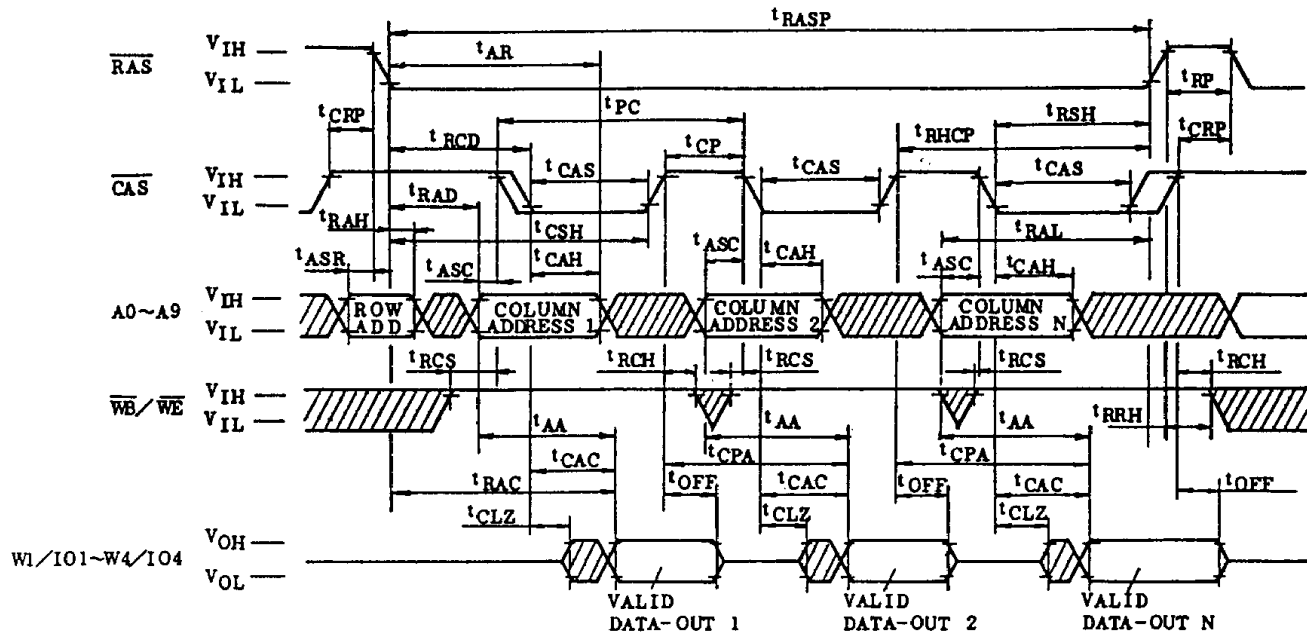 tRASP
VIH
RAS
tAR
VIL
tRP
tCRP
tPC
tRSH
tRCD
tCP
tRHCP
tCRP
VIH
CAS
tCAS
tCAS
tCAS
VIL
tRAD
tRAH
tCSH
tASC
tRAL
tASR
tASC
tCAH
tCAH
tASC
tCAH
A0~A9
VIH
VIL
ROW ADD
COLUMN ADDRESS 1
COLUMN ADDRESS 2
COLUMN ADDRESS N
tRCS
tRCH
tRCS
tRCS
tRCH
WB/WE
VIH
VIL
tAA
tAA
tAA
tRRH
tCAC
tCPA
tCPA
tRAC
tOFF
tCAC
tOFF
tCAC
tOFF
tCLZ
tCLZ
tCLZ
W1/IO1~W4/IO4
VOH
VOL
VALID DATA-OUT 1
VALID DATA-OUT 2
VALID DATA-OUT N